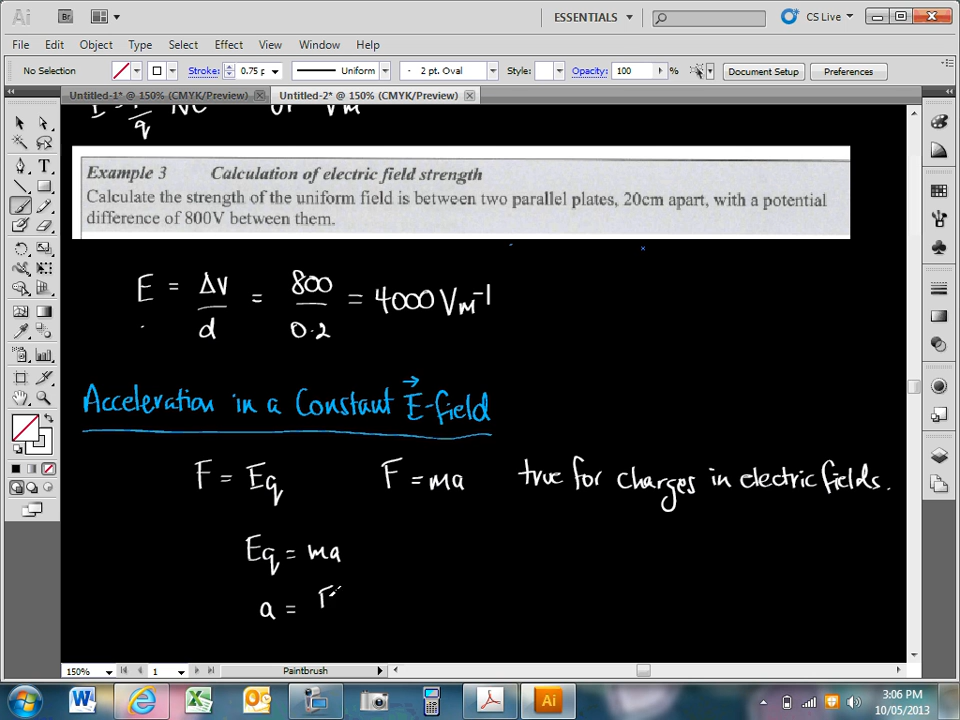 Ai Br ESSENTIALS CS Live
File Edit Object Type Select Effect View Window Help
No Selection Stroke: 0.75 p Uniform 2 pt. Oval Style: Opacity: 100 % Document Setup Preferences
Untitled-1* @ 150% (CMYK/Preview) Untitled-2* @ 150% (CMYK/Preview)
q
Example 3 Calculation of electric field strength
Calculate the strength of the uniform field is between two parallel plates, 20cm apart, with a potential
difference of 800V between them.
E = ΔV/d = 800/0.2 = 4000 Vm⁻¹
Acceleration in a Constant E⃗-field
F = Eq F = ma true for charges in electric fields.
Eq = ma
a =
150% 1 Paintbrush
3:06 PM
10/05/2013